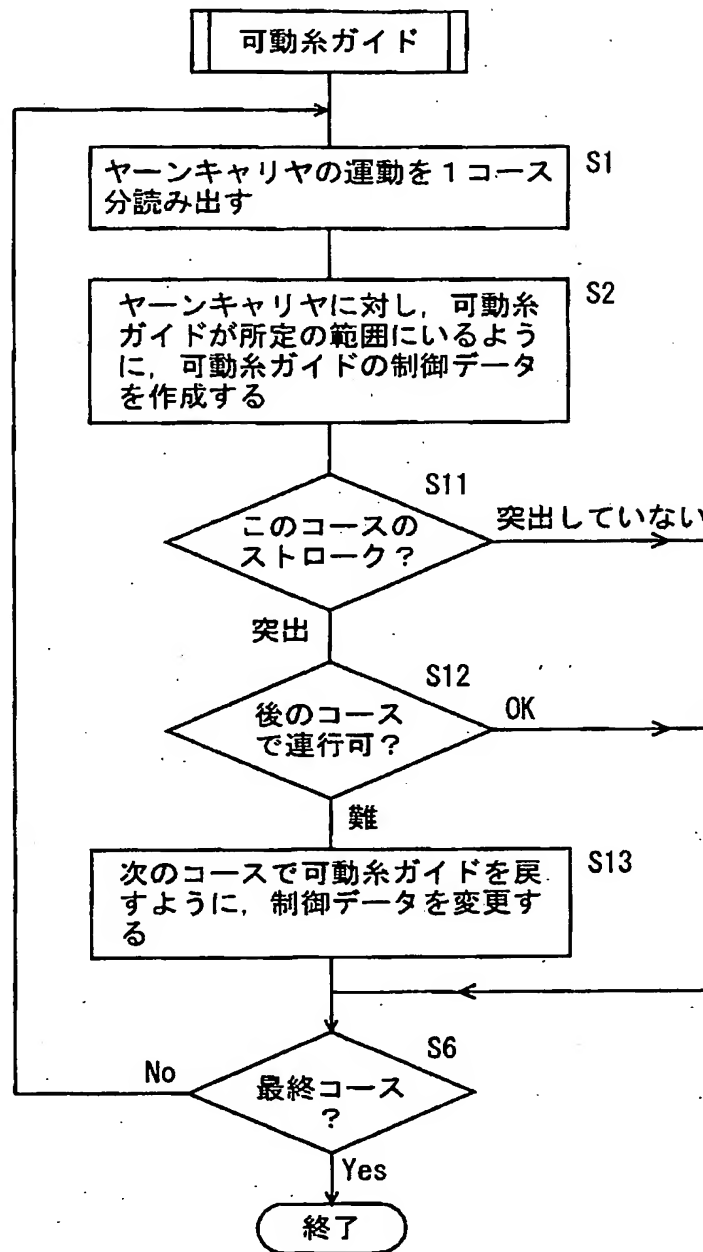 可動糸ガイド
ヤーンキャリヤの運動を１コース
分読み出す
S1
ヤーンキャリヤに対し，可動糸
ガイドが所定の範囲にいるよう
に，可動糸ガイドの制御データ
を作成する
S2
S11
このコースの
ストローク？
突出していない
突出
S12
後のコース
で連行可？
OK
難
次のコースで可動糸ガイドを戻
すように，制御データを変更す
る
S13
S6
最終コース
？
No
Yes
終了